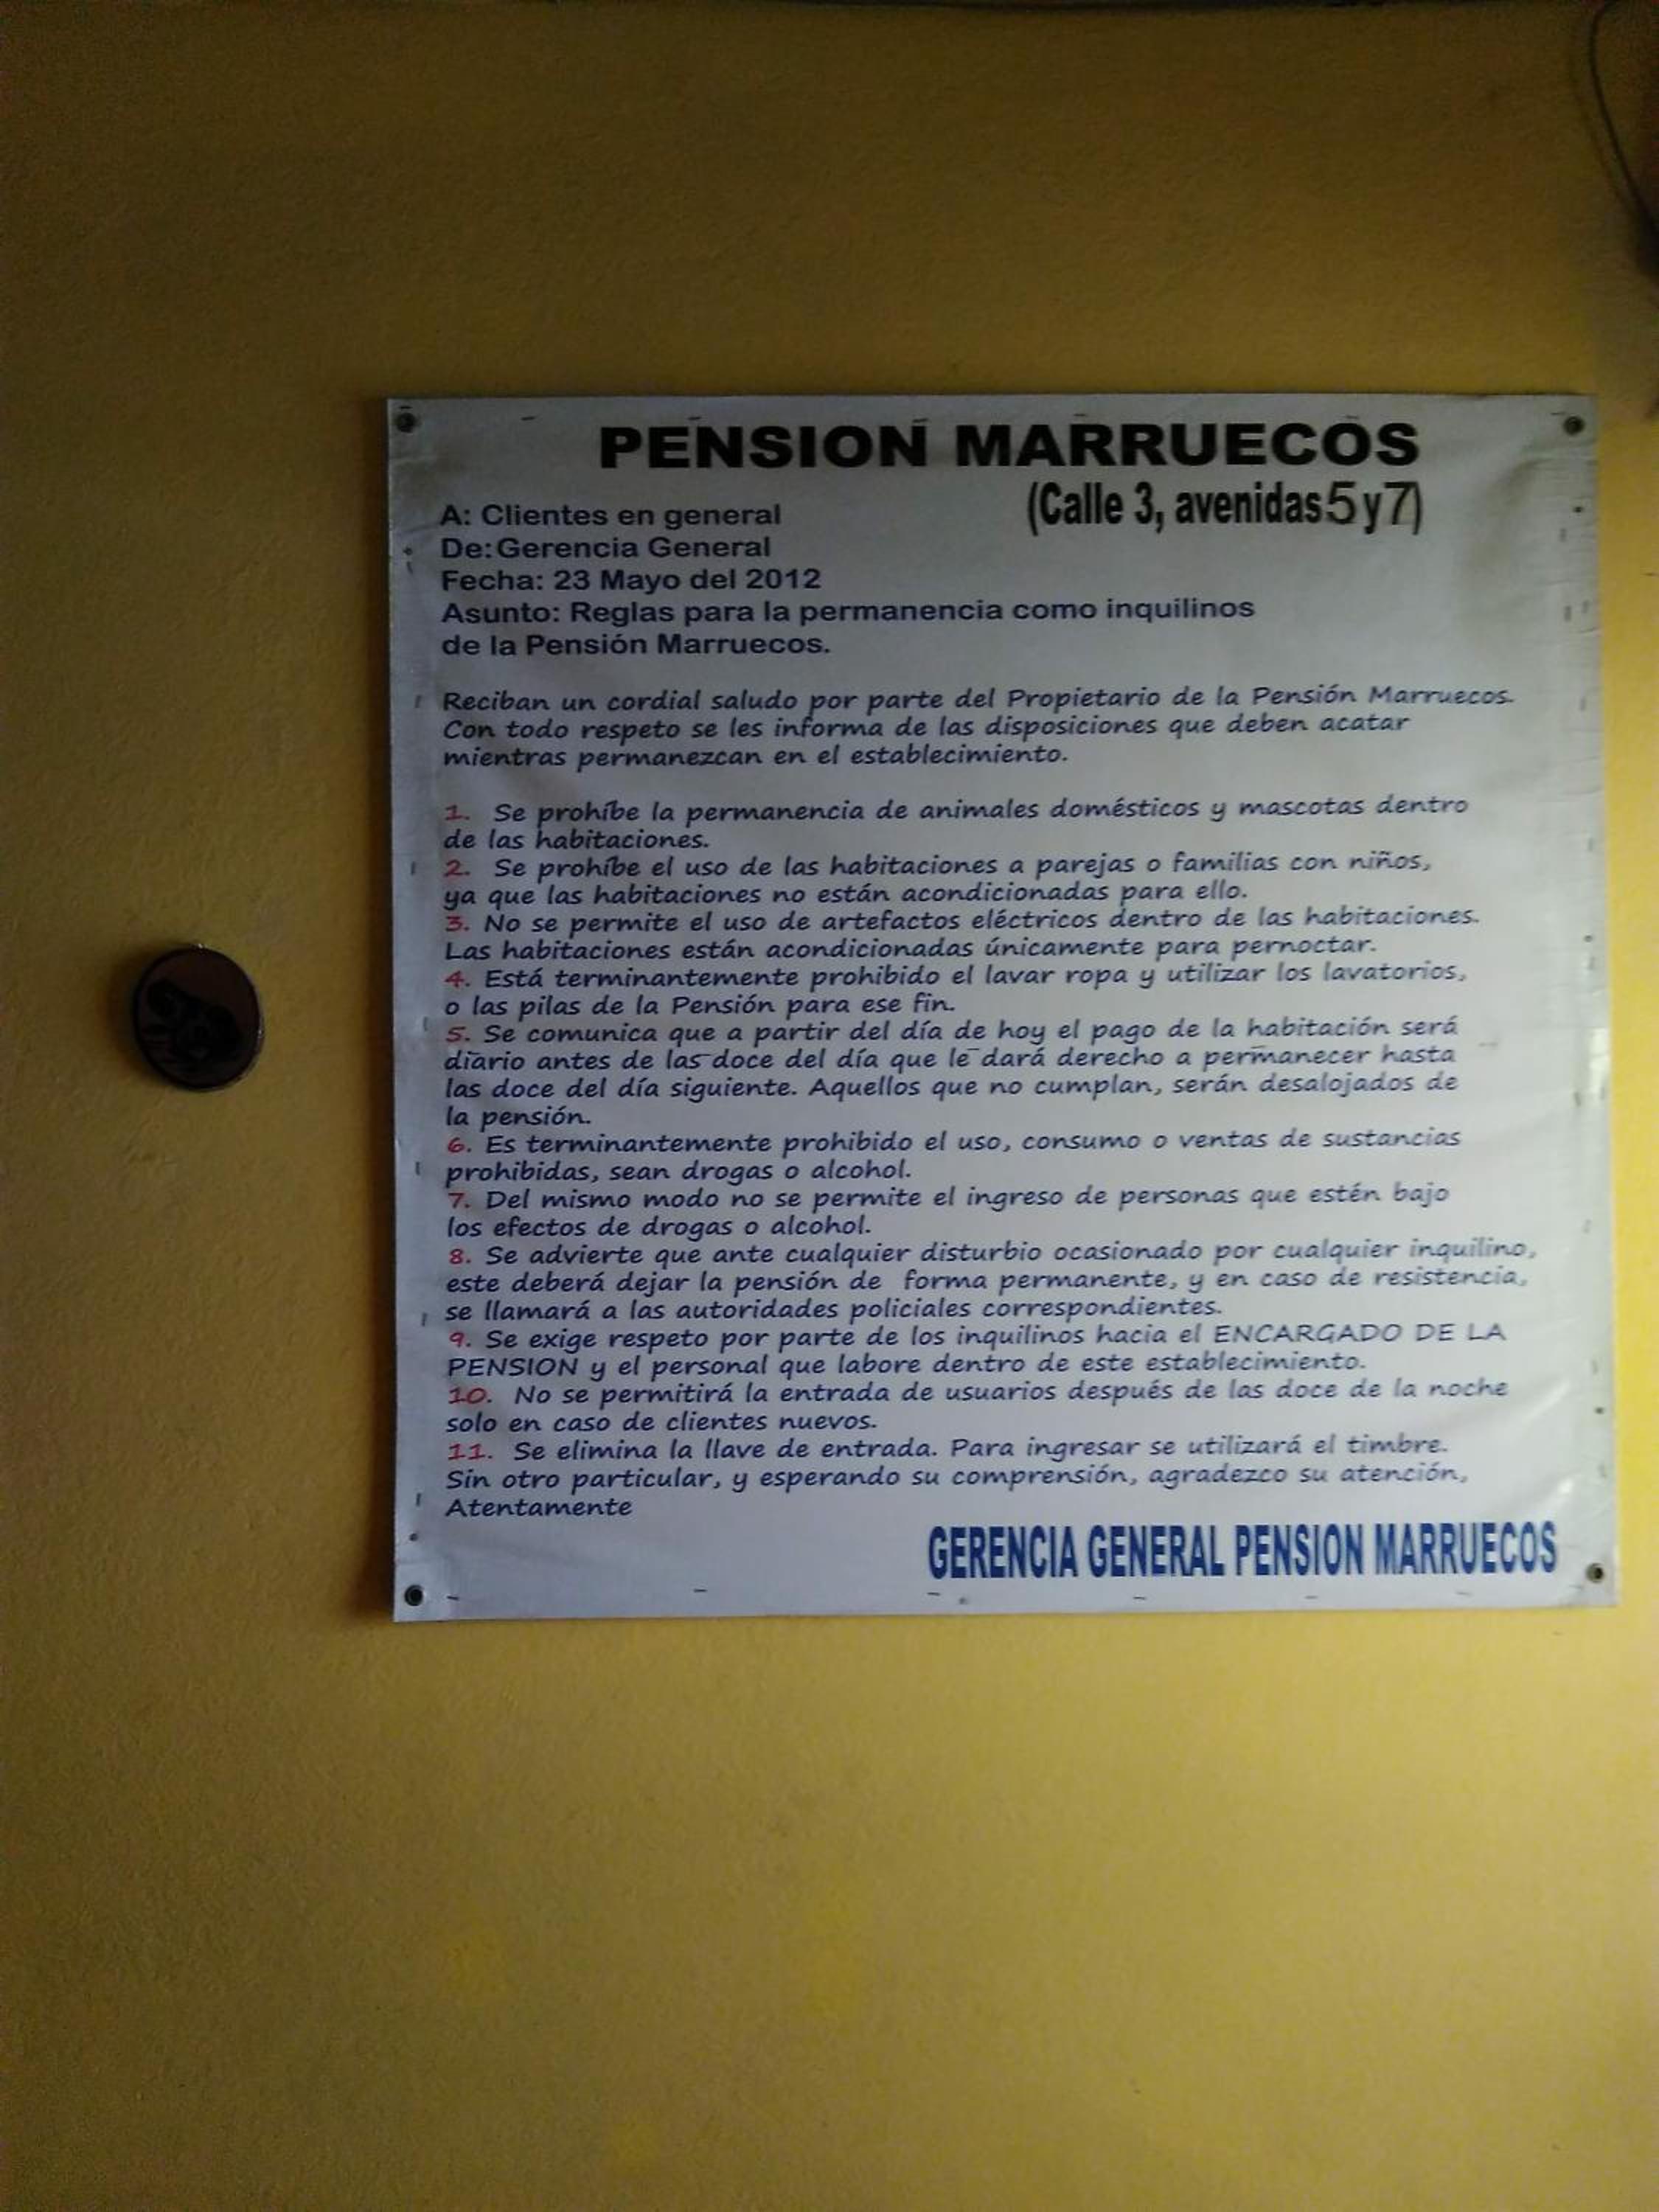 PENSION MARRUECOS
(Calle 3, avenidas 5 y 7)
A: Clientes en general
De: Gerencia General
Fecha: 23 Mayo del 2012
Asunto: Reglas para la permanencia como inquilinos
de la Pensión Marruecos.
Reciban un cordial saludo por parte del Propietario de la Pensión Marruecos.
Con todo respeto se les informa de las disposiciones que deben acatar
mientras permanezcan en el establecimiento.
1. Se prohíbe la permanencia de animales domésticos y mascotas dentro
de las habitaciones.
2. Se prohíbe el uso de las habitaciones a parejas o familias con niños,
ya que las habitaciones no están acondicionadas para ello.
3. No se permite el uso de artefactos eléctricos dentro de las habitaciones.
Las habitaciones están acondicionadas únicamente para pernoctar.
4. Está terminantemente prohibido el lavar ropa y utilizar los lavatorios,
o las pilas de la Pensión para ese fin.
5. Se comunica que a partir del día de hoy el pago de la habitación será
diario antes de las doce del día que le dará derecho a permanecer hasta
las doce del día siguiente. Aquellos que no cumplan, serán desalojados de
la pensión.
6. Es terminantemente prohibido el uso, consumo o ventas de sustancias
prohibidas, sean drogas o alcohol.
7. Del mismo modo no se permite el ingreso de personas que estén bajo
los efectos de drogas o alcohol.
8. Se advierte que ante cualquier disturbio ocasionado por cualquier inquilino,
este deberá dejar la pensión de forma permanente, y en caso de resistencia,
se llamará a las autoridades policiales correspondientes.
9. Se exige respeto por parte de los inquilinos hacia el ENCARGADO DE LA
PENSION y el personal que labore dentro de este establecimiento.
10. No se permitirá la entrada de usuarios después de las doce de la noche
solo en caso de clientes nuevos.
11. Se elimina la llave de entrada. Para ingresar se utilizará el timbre.
Sin otro particular, y esperando su comprensión, agradezco su atención,
Atentamente
GERENCIA GENERAL PENSION MARRUECOS